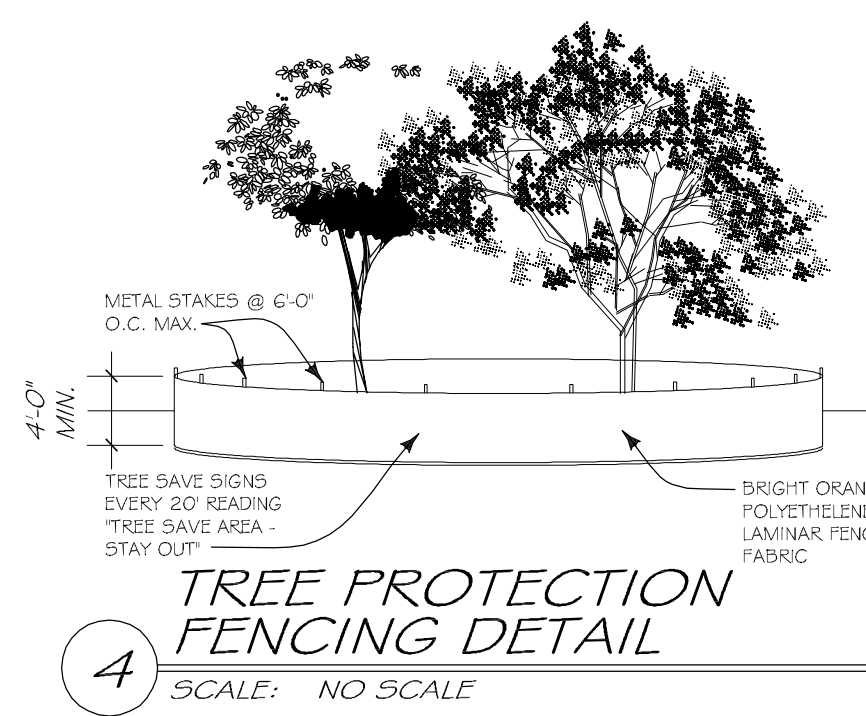 METAL STAKES @ 6'-0"
O.C. MAX.
4'-0"
MIN.
TREE SAVE SIGNS
EVERY 20' READING
"TREE SAVE AREA -
STAY OUT"
BRIGHT ORAN
POLYETHELENE
LAMINAR FENC
FABRIC
TREE PROTECTION
FENCING DETAIL
4
SCALE: NO SCALE